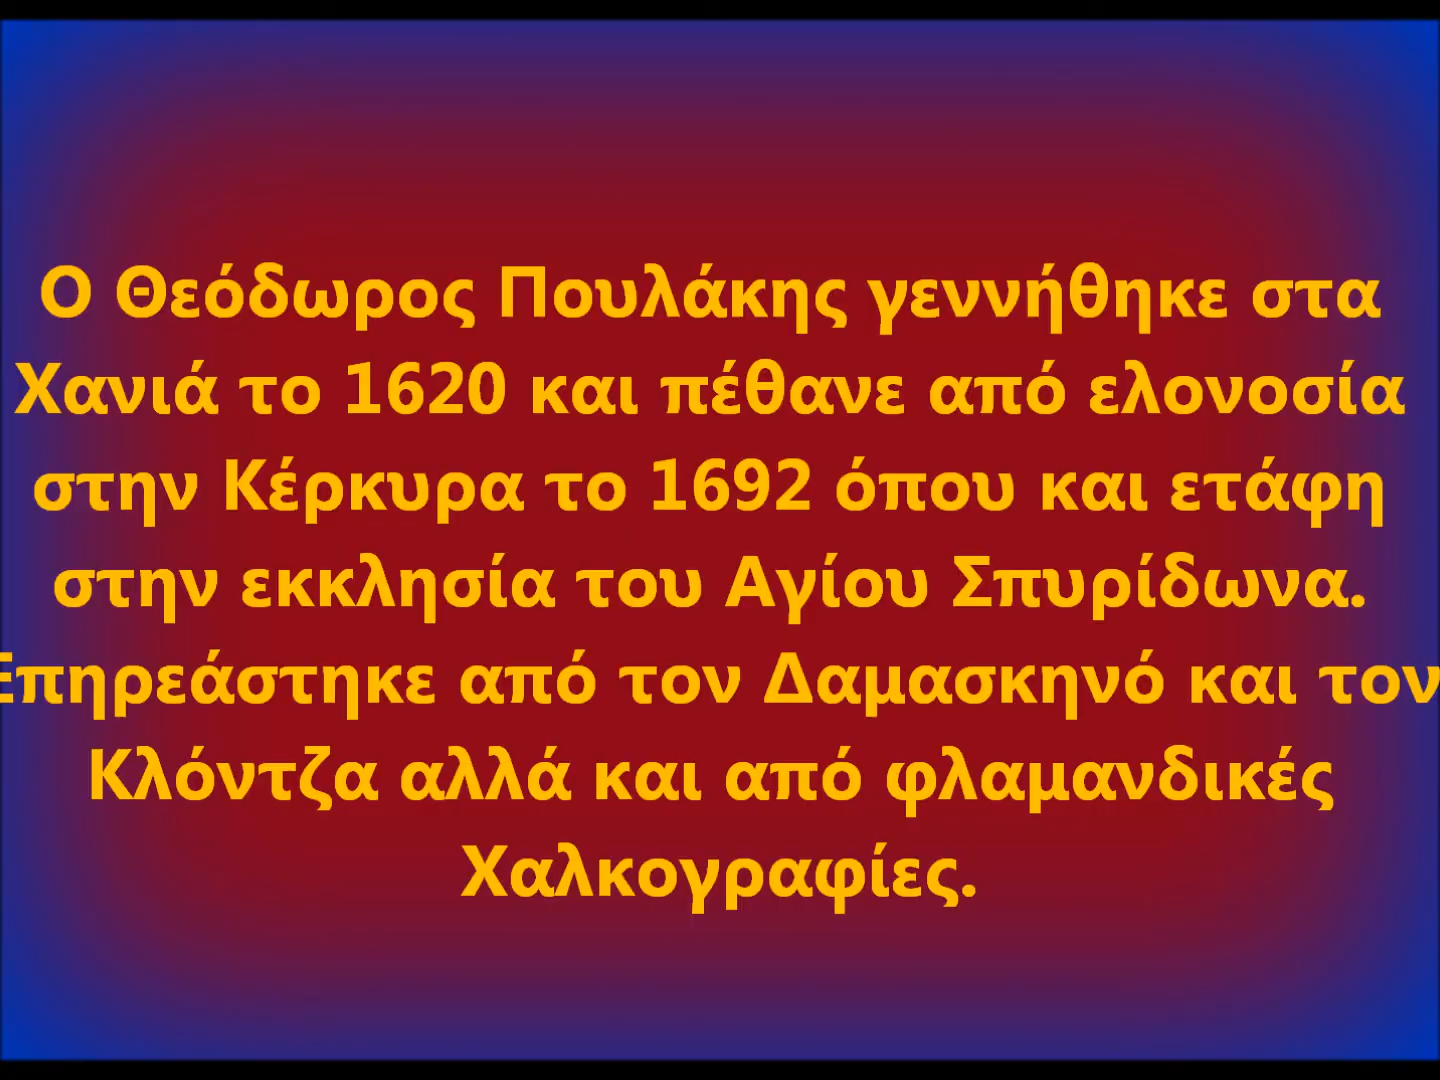 Ο Θεόδωρος Πουλάκης γεννήθηκε στα
Χανιά το 1620 και πέθανε από ελονοσία
στην Κέρκυρα το 1692 όπου και ετάφη
στην εκκλησία του Αγίου Σπυρίδωνα.
Επηρεάστηκε από τον Δαμασκηνό και τον
Κλόντζα αλλά και από φλαμανδικές
Χαλκογραφίες.